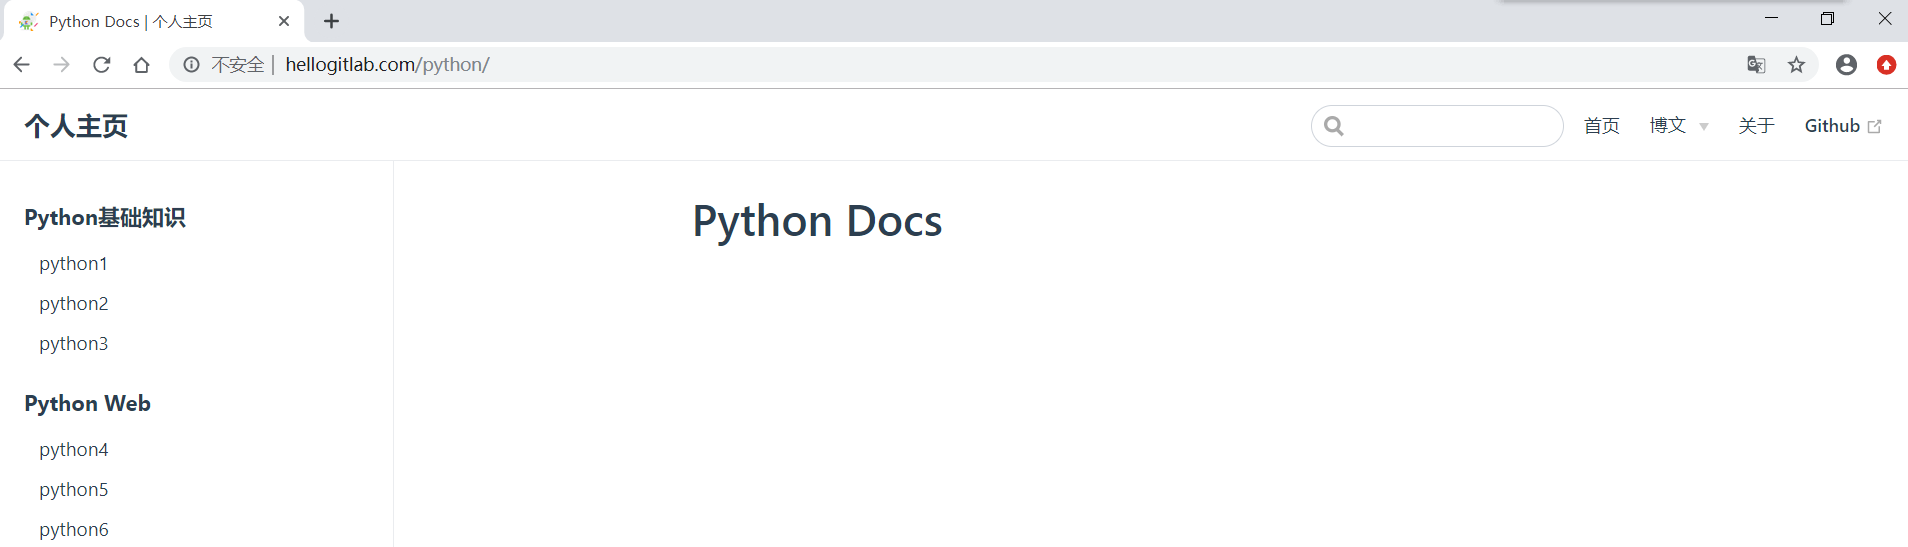 Python Docs | 个人主页
不安全 | hellogitlab.com/python/
个人主页
首页 博文 关于 Github
Python基础知识
python1
python2
python3
Python Web
python4
python5
python6
Python Docs